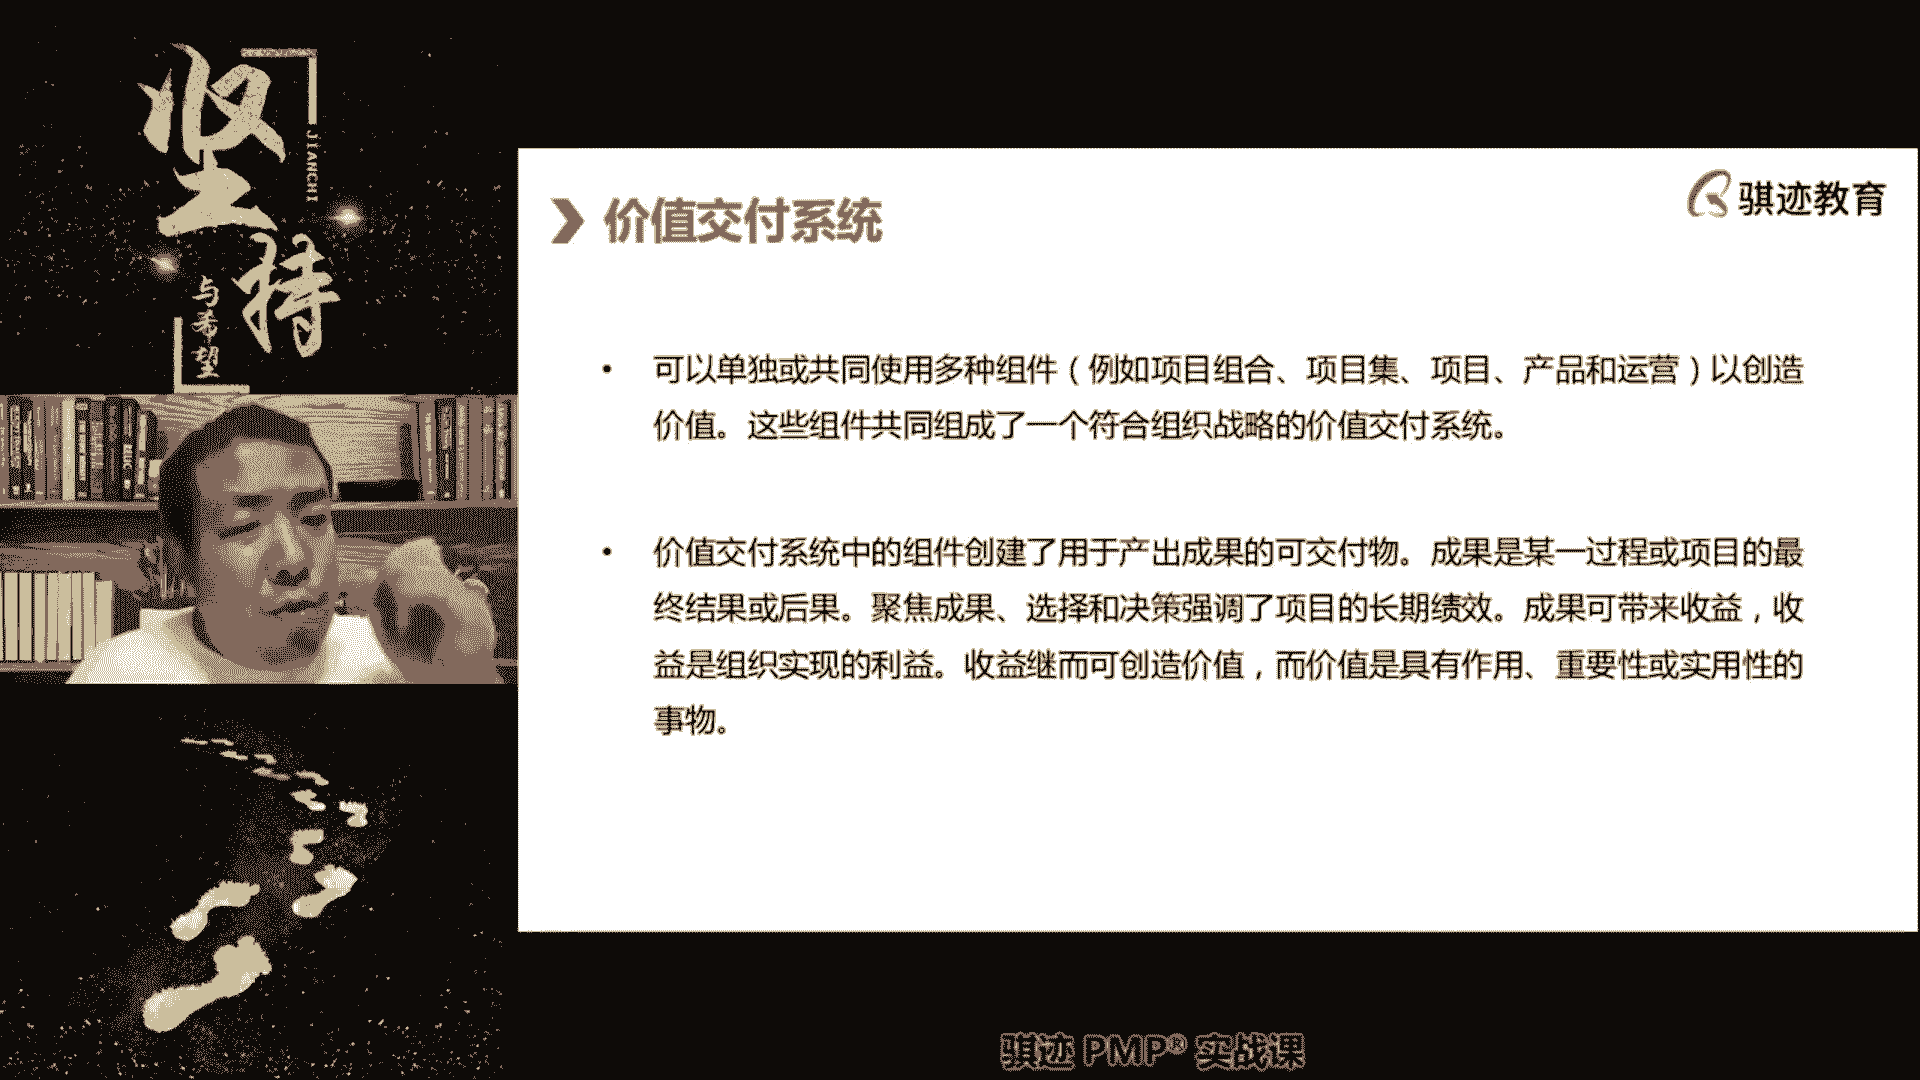 坚持
JIANCHI
与希望
价值交付系统
骐迹教育
• 可以单独或共同使用多种组件（例如项目组合、项目集、项目、产品和运营）以创造
价值。这些组件共同组成了一个符合组织战略的价值交付系统。
• 价值交付系统中的组件创建了用于产出成果的可交付物。成果是某一过程或项目的最
终结果或后果。聚焦成果、选择和决策强调了项目的长期绩效。成果可带来收益，收
益是组织实现的利益。收益继而可创造价值，而价值是具有作用、重要性或实用性的
事物。
骐迹 PMP® 实战课